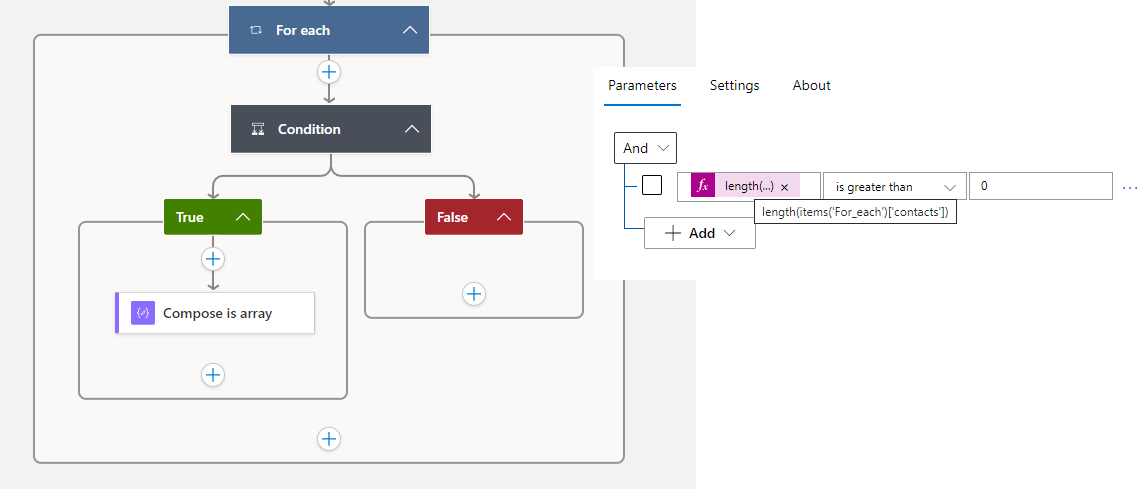 For each
Condition
True
False
Compose is array
Parameters Settings About
And
fx length(...) × is greater than 0
length(items('For_each')['contacts'])
Add